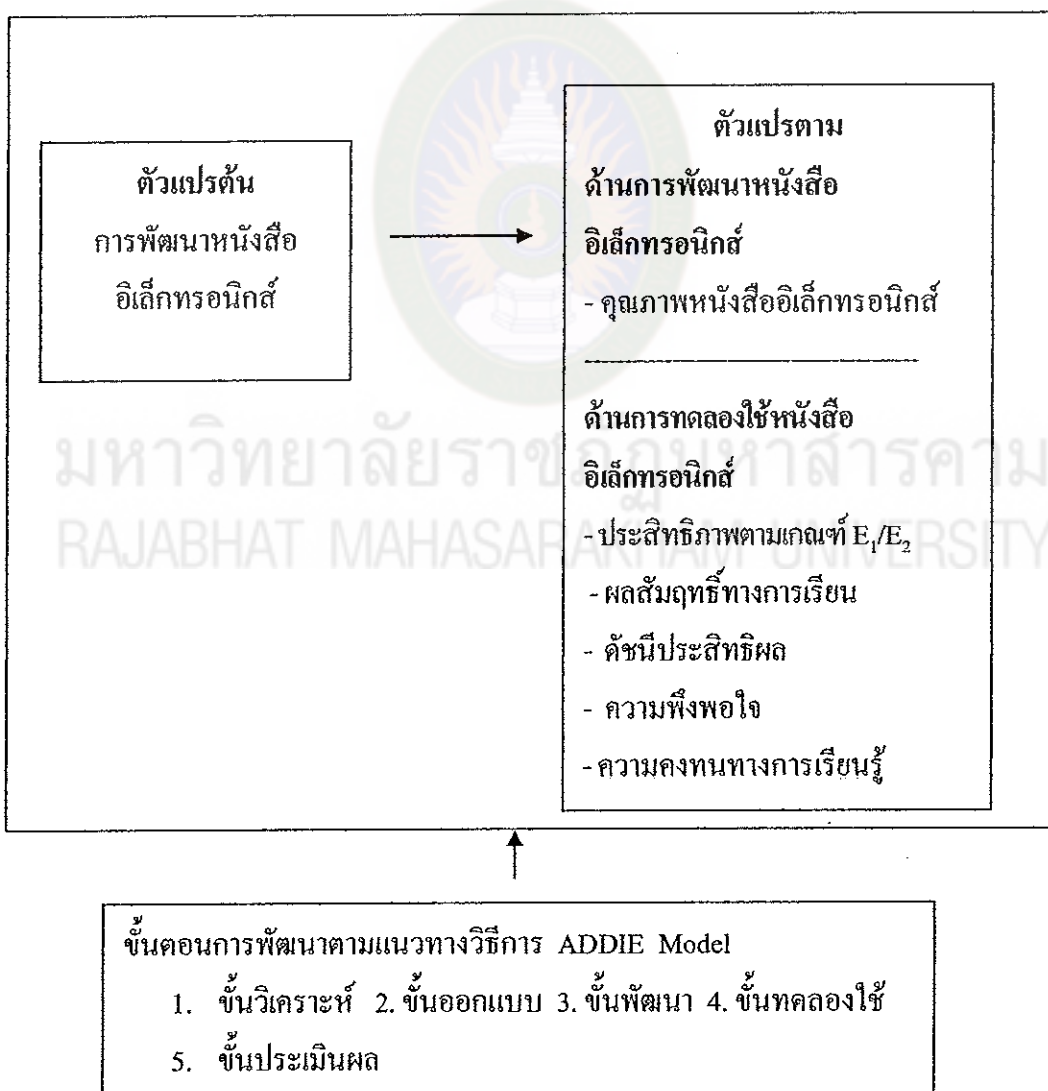 ตัวแปรต้น
การพัฒนาหนังสือ
อิเล็กทรอนิกส์
ตัวแปรตาม
ด้านการพัฒนาหนังสือ
อิเล็กทรอนิกส์
- คุณภาพหนังสืออิเล็กทรอนิกส์
ด้านการทดลองใช้หนังสือ
อิเล็กทรอนิกส์
- ประสิทธิภาพตามเกณฑ์ E₁/E₂
- ผลสัมฤทธิ์ทางการเรียน
- ดัชนีประสิทธิผล
- ความพึงพอใจ
- ความคงทนทางการเรียนรู้
มหาวิทยาลัยราชภัฏมหาสารคาม
RAJABHAT MAHASARAKHAM UNIVERSITY
ขั้นตอนการพัฒนาตามแนวทางวิธีการ ADDIE Model
1. ขั้นวิเคราะห์ 2. ขั้นออกแบบ 3. ขั้นพัฒนา 4. ขั้นทดลองใช้
5. ขั้นประเมินผล